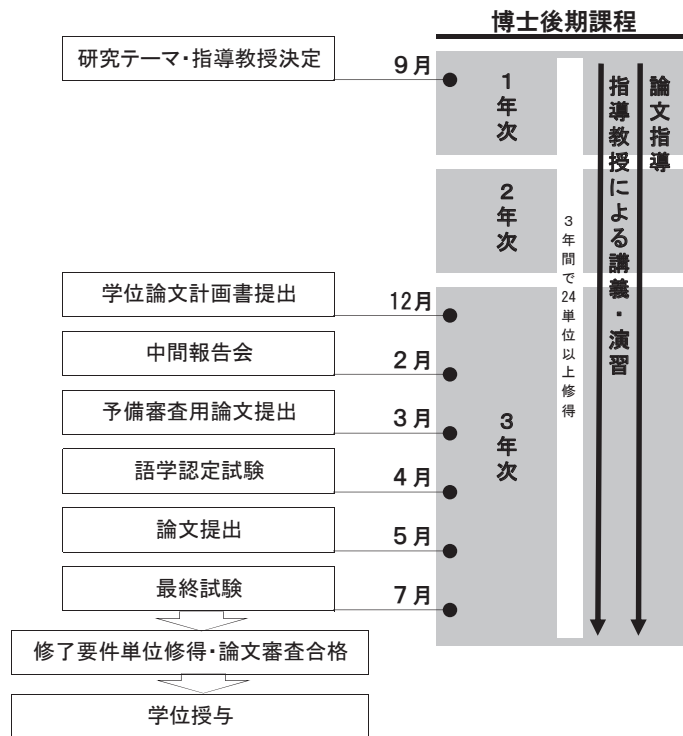 博士後期課程
研究テーマ・指導教授決定
9月
1年次
2年次
学位論文計画書提出
12月
中間報告会
2月
予備審査用論文提出
3月
語学認定試験
4月
論文提出
5月
最終試験
7月
3年次
3年間で24単位以上修得
指導教授による講義・演習
論文指導
修了要件単位修得・論文審査合格
学位授与